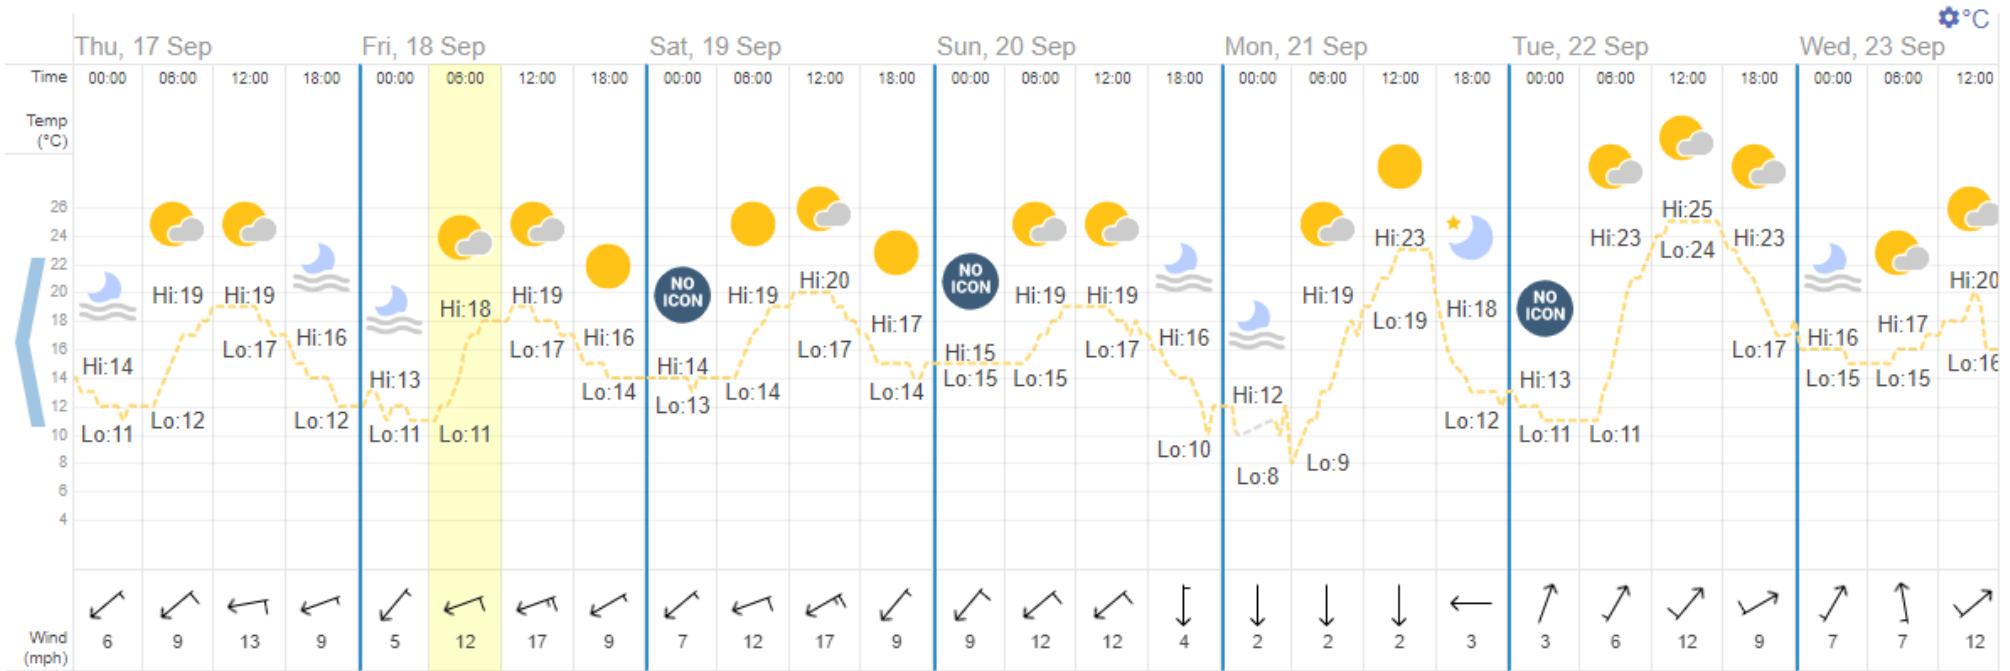 °C
Thu, 17 Sep Fri, 18 Sep Sat, 19 Sep Sun, 20 Sep Mon, 21 Sep Tue, 22 Sep Wed, 23 Sep
Time 00:00 06:00 12:00 18:00 00:00 06:00 12:00 18:00 00:00 06:00 12:00 18:00 00:00 06:00 12:00 18:00 00:00 06:00 12:00 18:00 00:00 06:00 12:00 18:00 00:00 06:00 12:00
Temp
(°C)
26
24
22
20
18
16
14
12
10
8
6
4
Hi:14 Hi:19 Hi:19 Hi:16 Hi:13 Hi:18 Hi:19 Hi:16 Hi:14 Hi:19 Hi:20 Hi:17 Hi:15 Hi:19 Hi:19 Hi:16 Hi:12 Hi:19 Hi:23 Hi:18 Hi:13 Hi:23 Hi:25 Hi:23 Hi:16 Hi:17 Hi:20
NO
ICON
NO
ICON
NO
ICON
Lo:11 Lo:12 Lo:17 Lo:12 Lo:11 Lo:11 Lo:17 Lo:14 Lo:13 Lo:14 Lo:17 Lo:14 Lo:15 Lo:15 Lo:17 Lo:10 Lo:8 Lo:9 Lo:19 Lo:12 Lo:11 Lo:11 Lo:24 Lo:17 Lo:15 Lo:15 Lo:16
Wind
(mph)
6 9 13 9 5 12 17 9 7 12 17 9 9 12 12 4 2 2 2 3 3 6 12 9 7 7 12